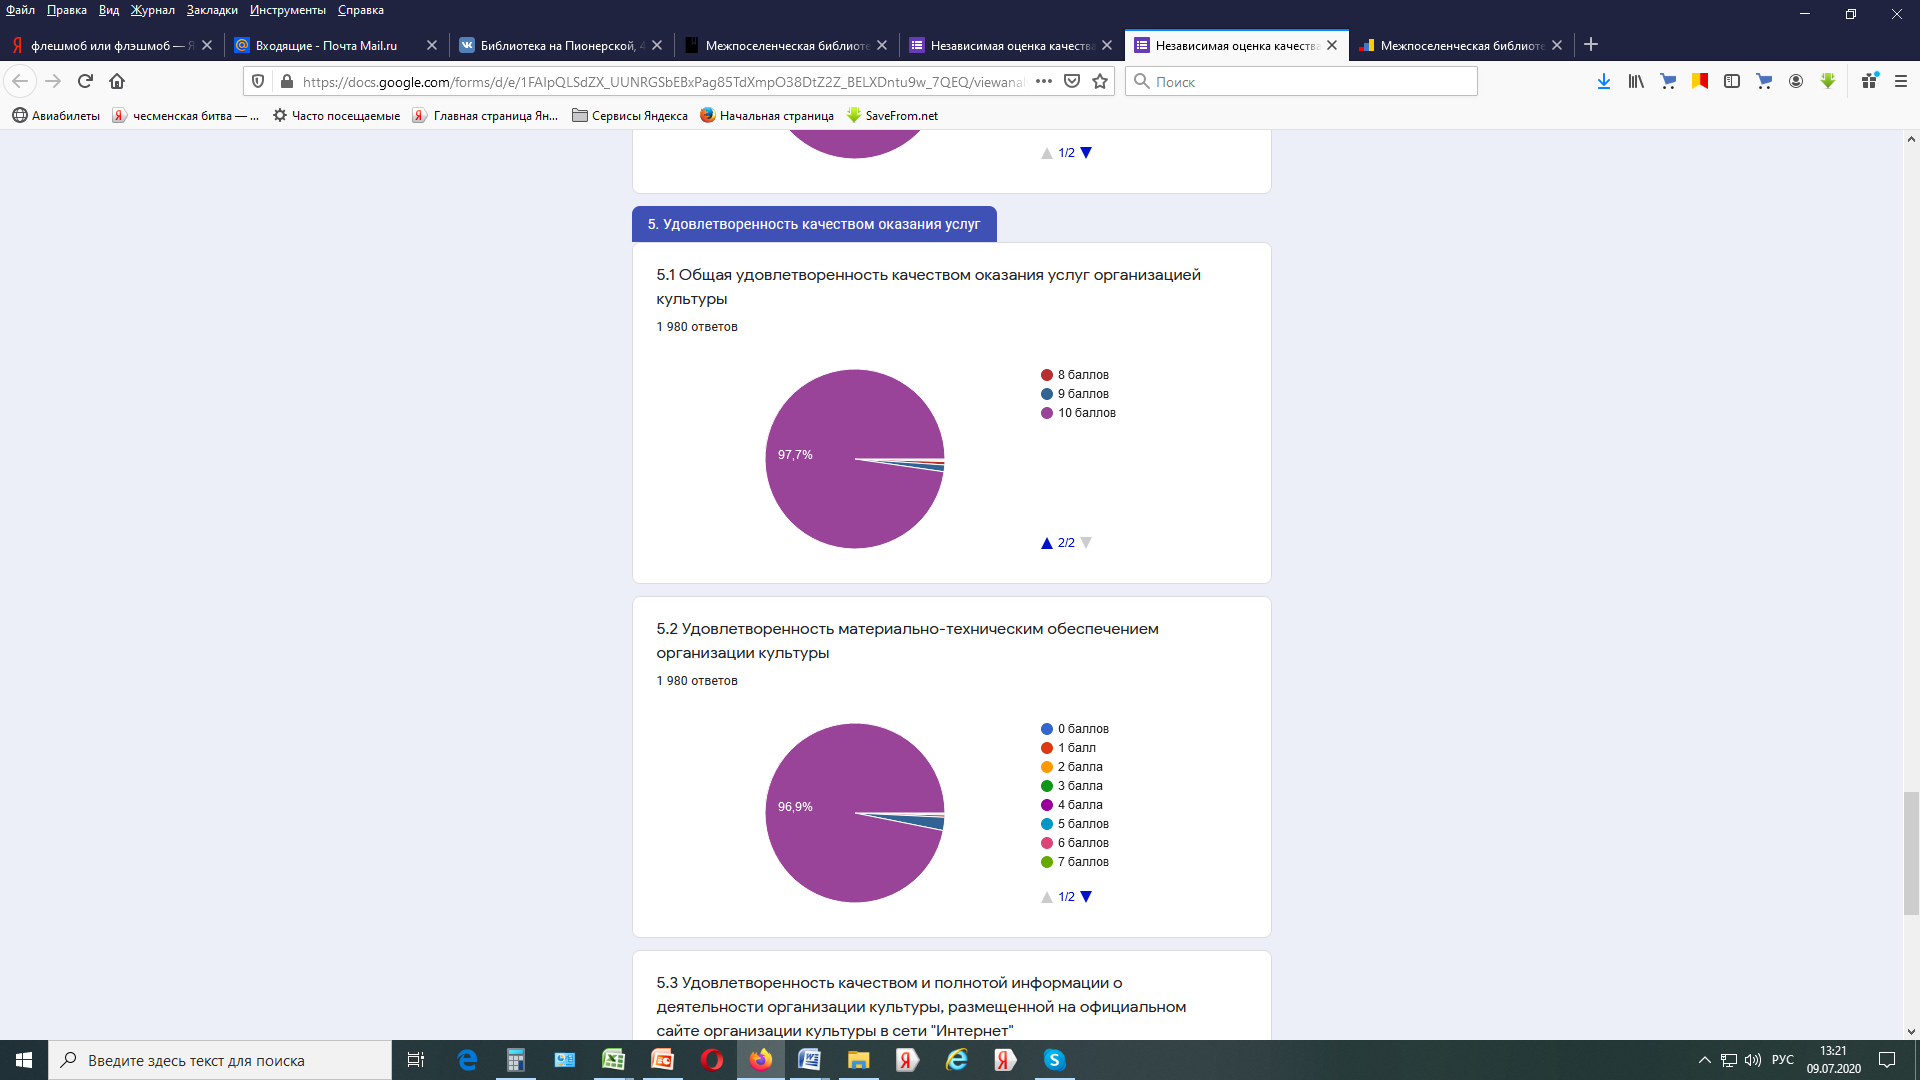 Файл Правка Вид Журнал Закладки Инструменты Справка
флешмоб или флэшмоб — Я
Входящие - Почта Mail.ru
Библиотека на Пионерской, 4
Межпоселенческая библиоте
Независимая оценка качества
Независимая оценка качества
Межпоселенческая библиоте
https://docs.google.com/forms/d/e/1FAIpQLSdZX_UUNRGSbEBxPag85TdXmpO38DtZ2Z_BELXDntu9w_7QEQ/viewanal
Поиск
Авиабилеты
чесменская битва — ...
Часто посещаемые
Главная страница Ян...
Сервисы Яндекса
Начальная страница
SaveFrom.net
1/2
5. Удовлетворенность качеством оказания услуг
5.1 Общая удовлетворенность качеством оказания услуг организацией
культуры
1 980 ответов
8 баллов
9 баллов
10 баллов
97,7%
2/2
5.2 Удовлетворенность материально-техническим обеспечением
организации культуры
1 980 ответов
0 баллов
1 балл
2 балла
3 балла
4 балла
5 баллов
6 баллов
7 баллов
96,9%
1/2
5.3 Удовлетворенность качеством и полнотой информации о
деятельности организации культуры, размещенной на официальном
сайте организации культуры в сети "Интернет"
Введите здесь текст для поиска
РУС
13:21
09.07.2020